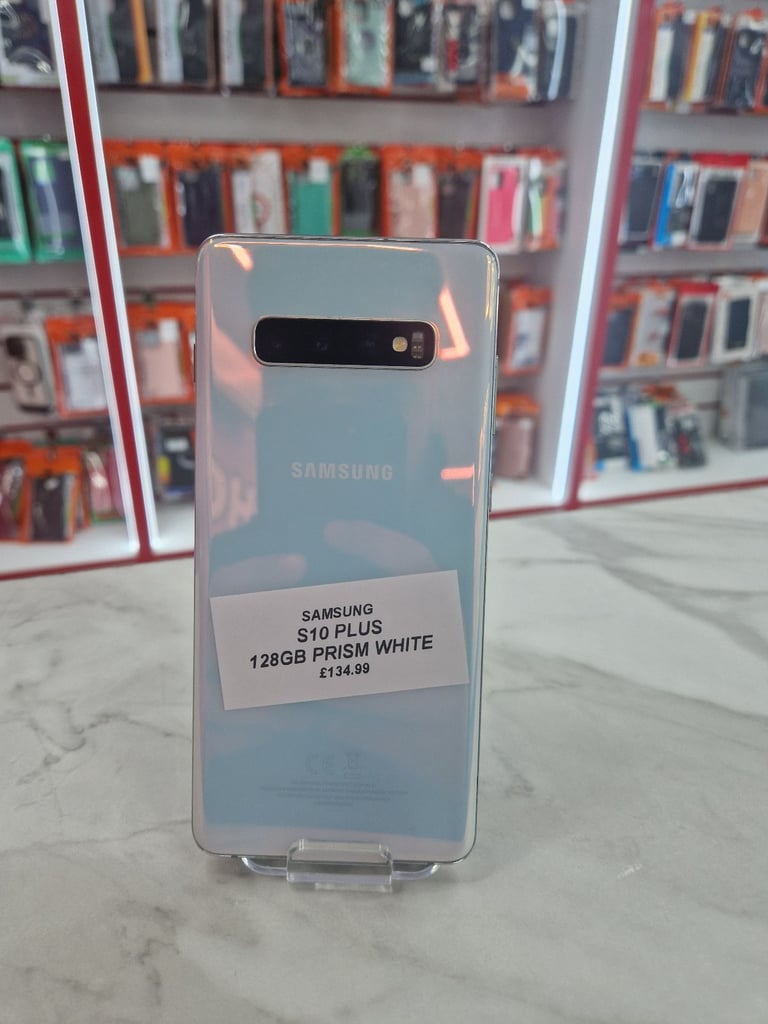 SAMSUNG
SAMSUNG
S10 PLUS
128GB PRISM WHITE
£134.99